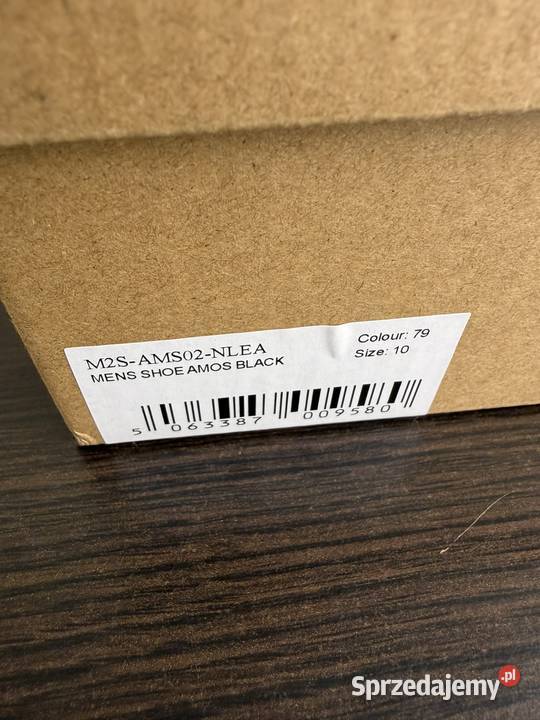 M2S-AMS02-NLEA
MENS SHOE AMOS BLACK
Colour: 79
Size: 10
5 063387 009580
Sprzedajemy.pl